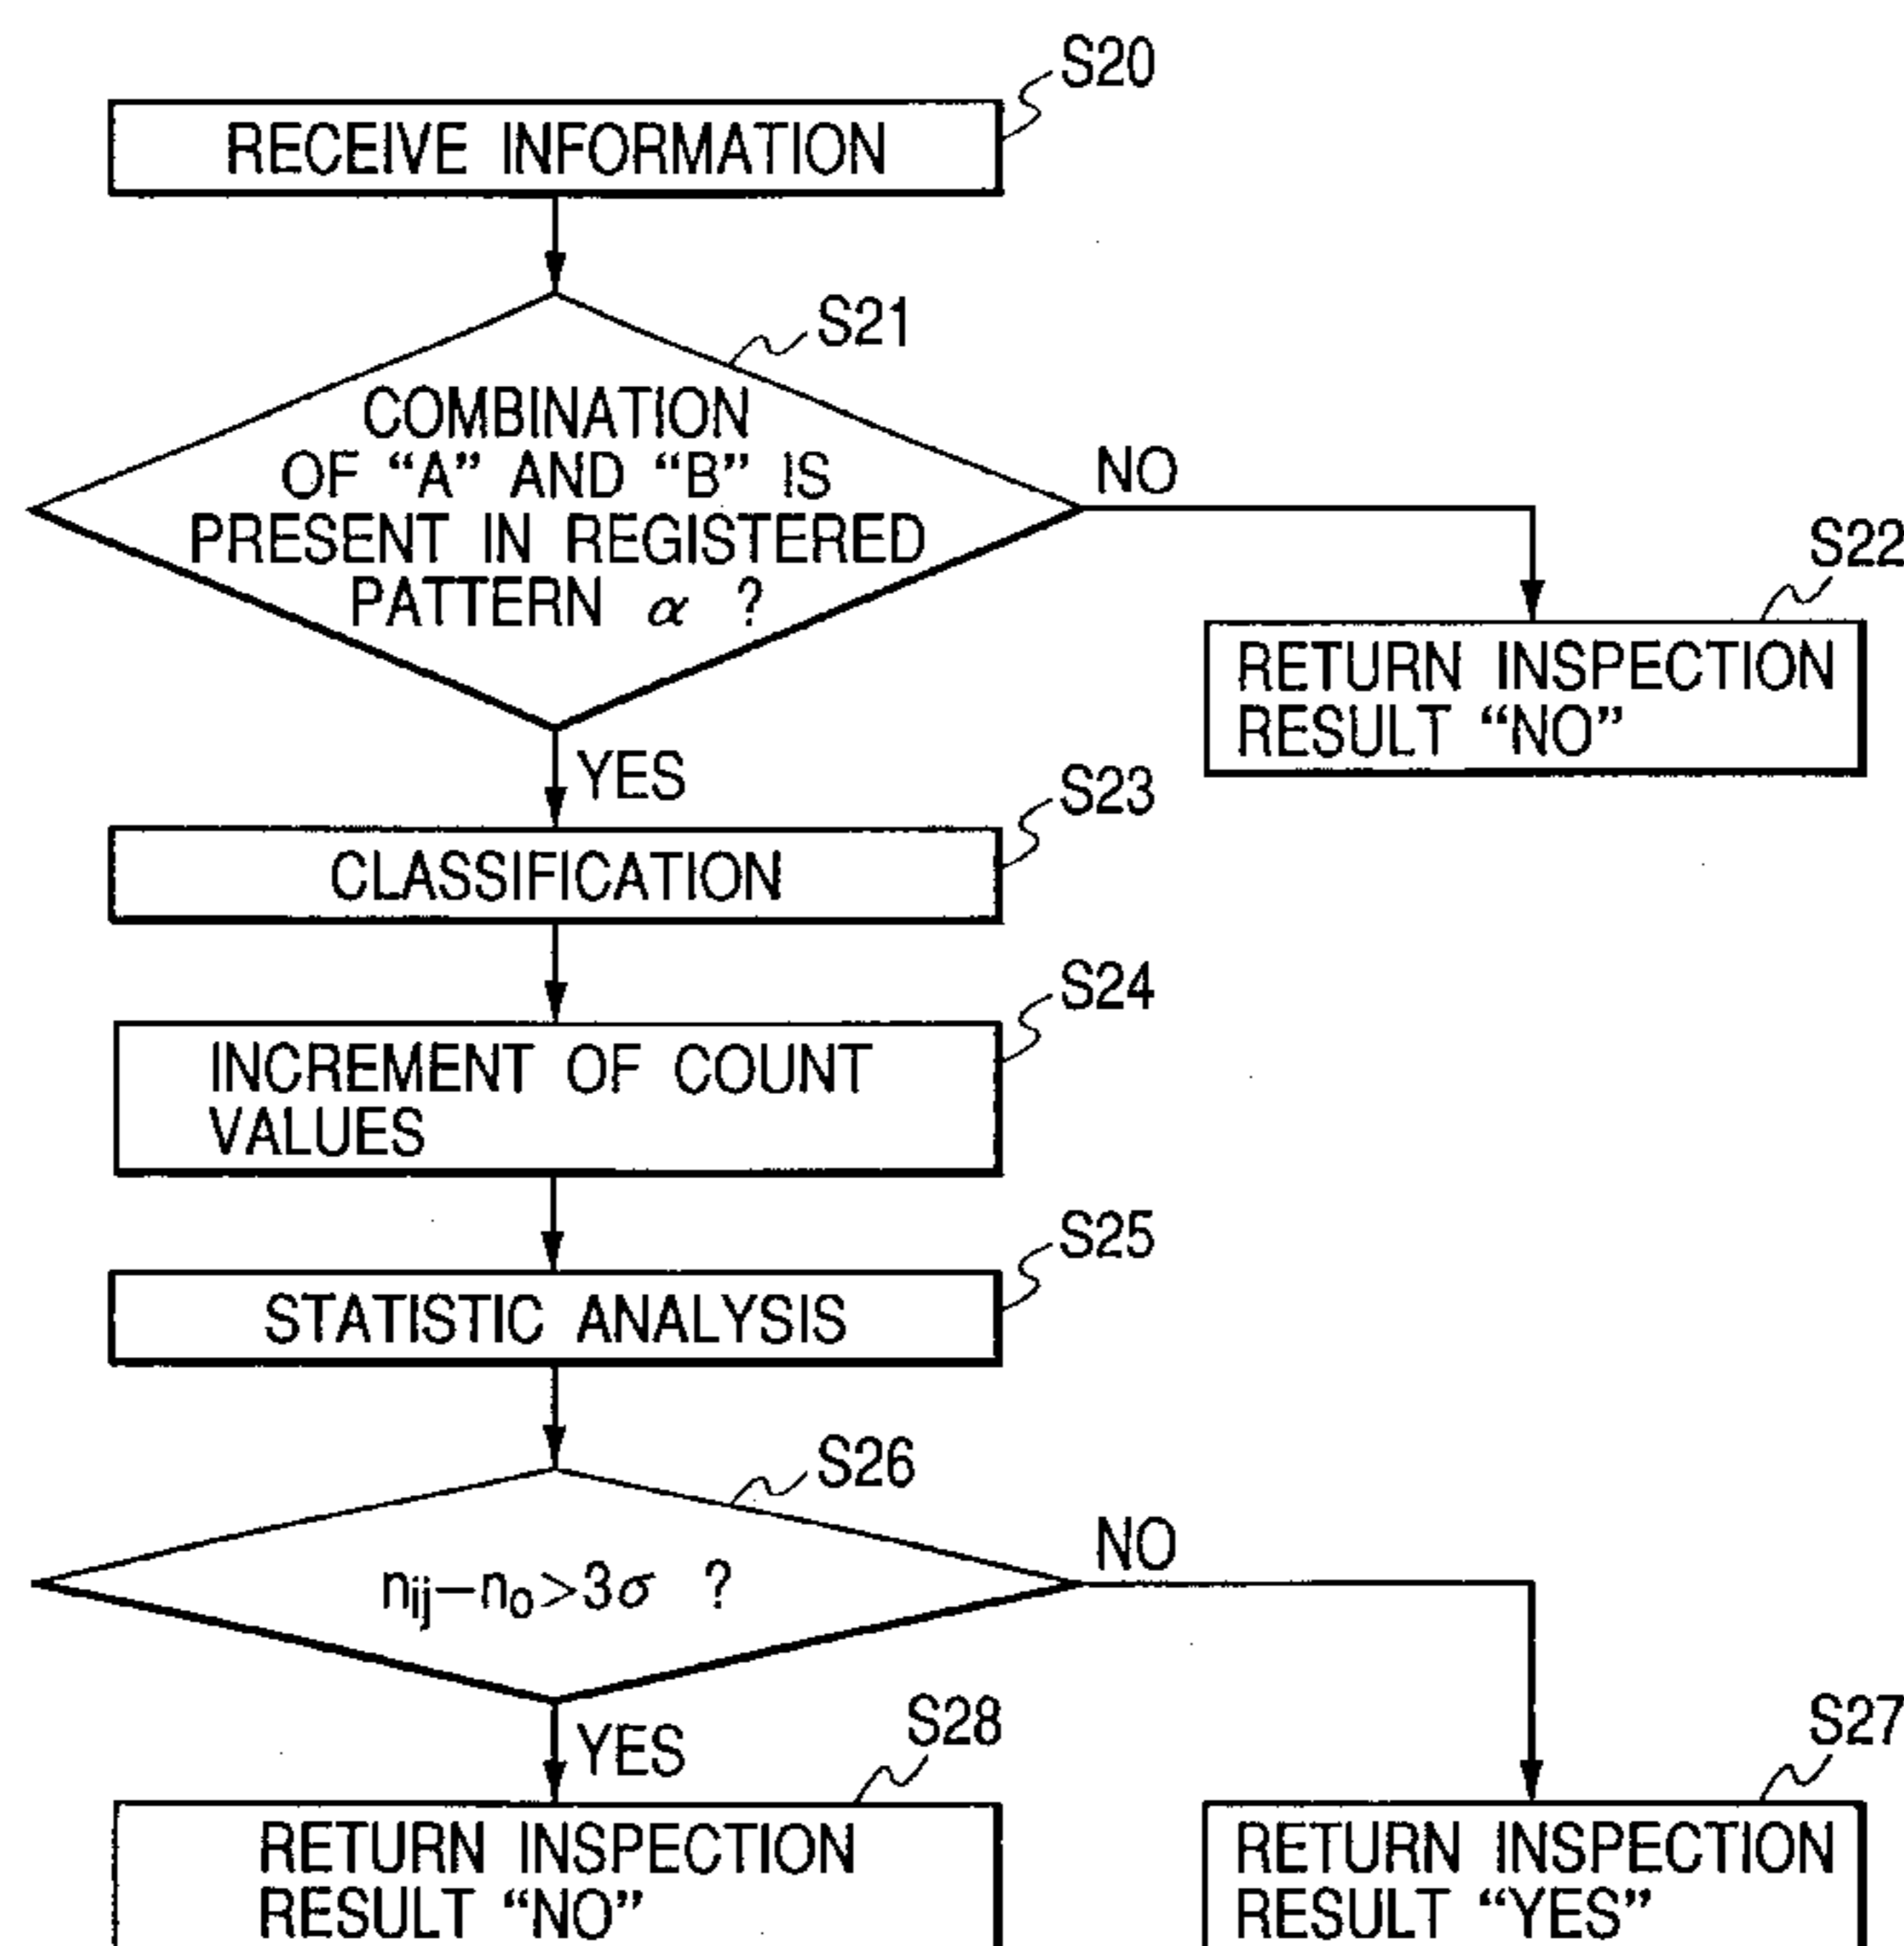 S20
RECEIVE INFORMATION
S21
COMBINATION
OF “A” AND “B” IS
PRESENT IN REGISTERED
PATTERN α ?
NO
S22
RETURN INSPECTION
RESULT “NO”
YES
S23
CLASSIFICATION
S24
INCREMENT OF COUNT
VALUES
S25
STATISTIC ANALYSIS
S26
nij−no>3σ ?
NO
YES
S28
RETURN INSPECTION
RESULT “NO”
S27
RETURN INSPECTION
RESULT “YES”